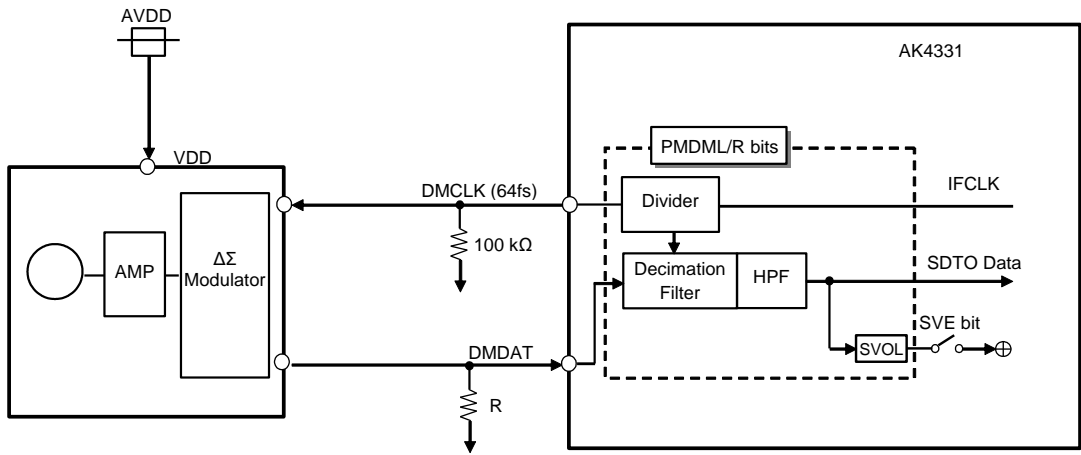 AVDD
AK4331
VDD
PMDML/R bits
DMCLK (64fs)
Divider
IFCLK
100 kΩ
AMP
ΔΣ
Modulator
Decimation
Filter
HPF
SDTO Data
SVE bit
SVOL
DMDAT
R